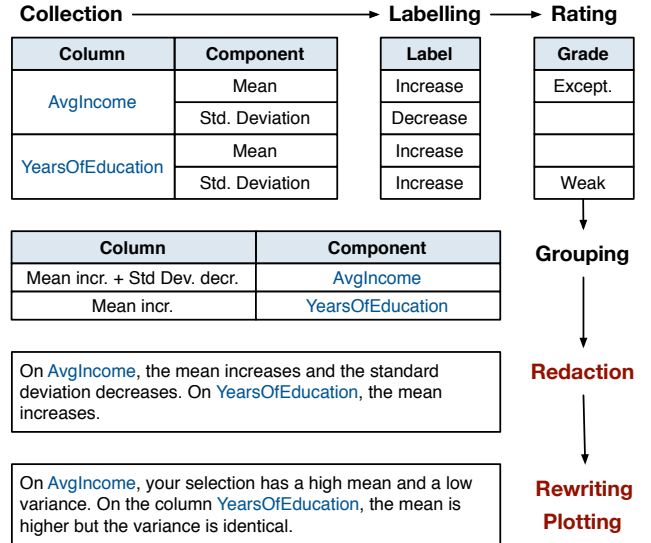 Collection Labelling Rating
Column Component Label Grade
AvgIncome Mean Increase Except.
Std. Deviation Decrease
YearsOfEducation Mean Increase
Std. Deviation Increase Weak
Column Component Grouping
Mean incr. + Std Dev. decr. AvgIncome
Mean incr. YearsOfEducation
On AvgIncome, the mean increases and the standard
deviation decreases. On YearsOfEducation, the mean
increases.
Redaction
On AvgIncome, your selection has a high mean and a low
variance. On the column YearsOfEducation, the mean is
higher but the variance is identical.
Rewriting
Plotting